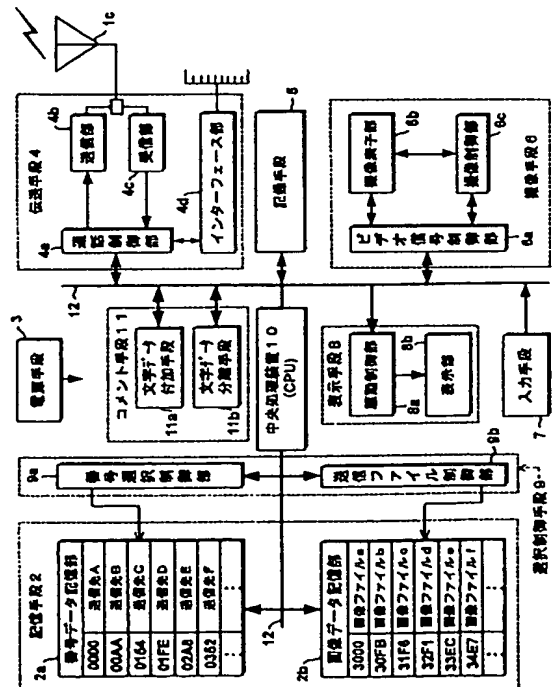 1c
伝送手段4
4b
送信部
受信部
4c
4a
通話制御部
インターフェース部
4d
12
3
電源手段
コメント手段11
文字データ付加手段
11a
文字データ分離手段
11b
中央処理装置10
(CPU)
記憶手段
5
撮像手段6
撮像素子部
6b
撮像制御部
6c
ビデオ信号制御部
6a
表示手段8
駆動制御部
8a
表示部
8b
入力手段
7
9a
番号選択制御部
送信ファイル制御部
9b
選択制御手段9
記憶手段2
2a
番号データ記憶部
0000 送信先A
00AA 送信先B
0154 送信先C
01FE 送信先D
02A8 送信先E
0352 送信先F
12
2b
画像データ記憶部
3000 画像ファイルa
30FB 画像ファイルb
31F6 画像ファイルc
32F1 画像ファイルd
33EC 画像ファイルe
34E7 画像ファイルf